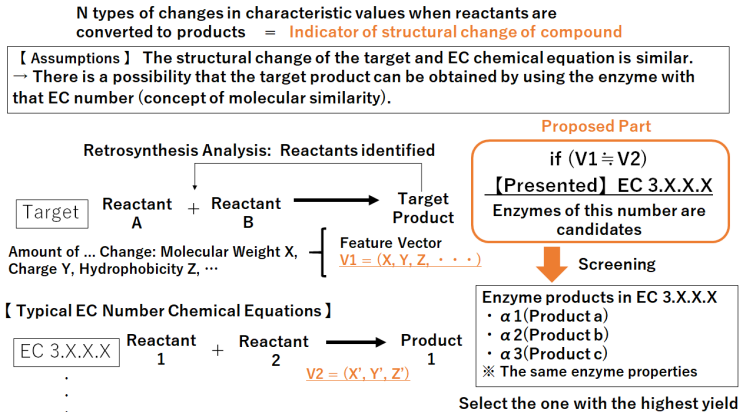 N types of changes in characteristic values when reactants are
converted to products = Indicator of structural change of compound
【 Assumptions 】 The structural change of the target and EC chemical equation is similar.
→ There is a possibility that the target product can be obtained by using the enzyme with
that EC number (concept of molecular similarity).
Proposed Part
if (V1≒V2)
【Presented】EC 3.X.X.X
Enzymes of this number are
candidates
Retrosynthesis Analysis: Reactants identified
Target
Reactant
A
+
Reactant
B
Target
Product
Amount of ... Change: Molecular Weight X,
Charge Y, Hydrophobicity Z, …
Feature Vector
V1 = (X, Y, Z, ・・・)
Screening
【 Typical EC Number Chemical Equations 】
EC 3.X.X.X
Reactant
1
+
Reactant
2
Product
1
V2 = (X', Y', Z')
Enzyme products in EC 3.X.X.X
・ α1(Product a)
・ α2(Product b)
・ α3(Product c)
※ The same enzyme properties
Select the one with the highest yield